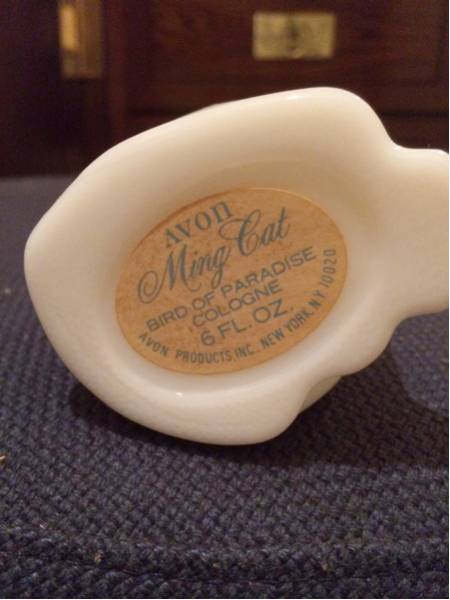 AVON
Ming Cat
BIRD OF PARADISE
COLOGNE
6 FL. OZ.
AVON PRODUCTS, INC. NEW YORK, N.Y. 10020